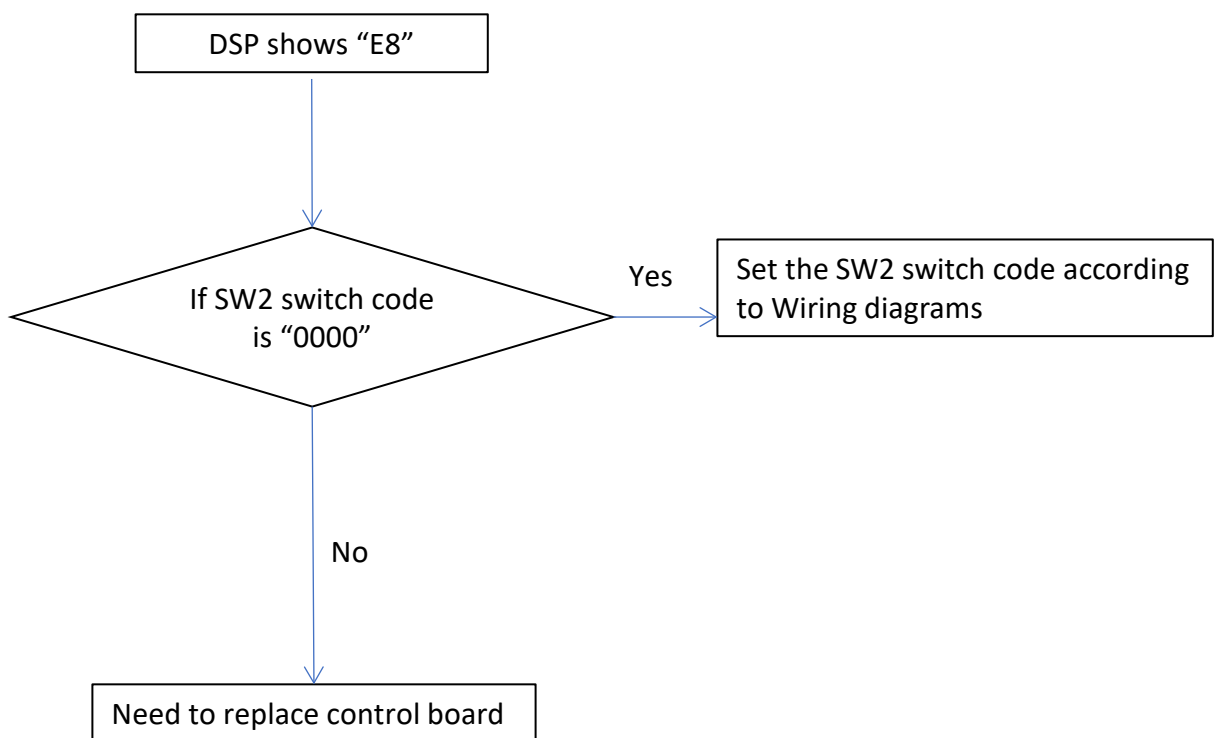 DSP shows “E8”
If SW2 switch code
is “0000”
Yes
Set the SW2 switch code according
to Wiring diagrams
No
Need to replace control board